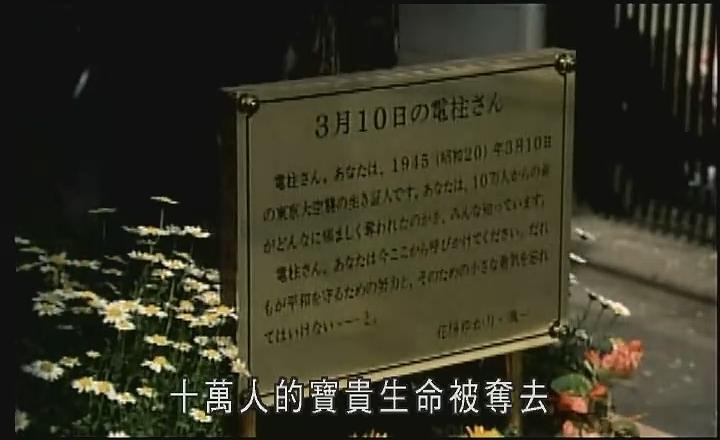 3月10日の電柱さん
電柱さん。あなたは、1945（昭和20）年3月10日
の東京大空襲の生き証人です。あなたは、10万人からの命
がどんなに痛ましく奪われたのかを、みんな知っています。
電柱さん。あなたは今ここから呼びかけてください。だれ
もが平和を守るための努力と、そのための小さな勇気を忘れ
てはいけない――と。
十萬人的寶貴生命被奪去